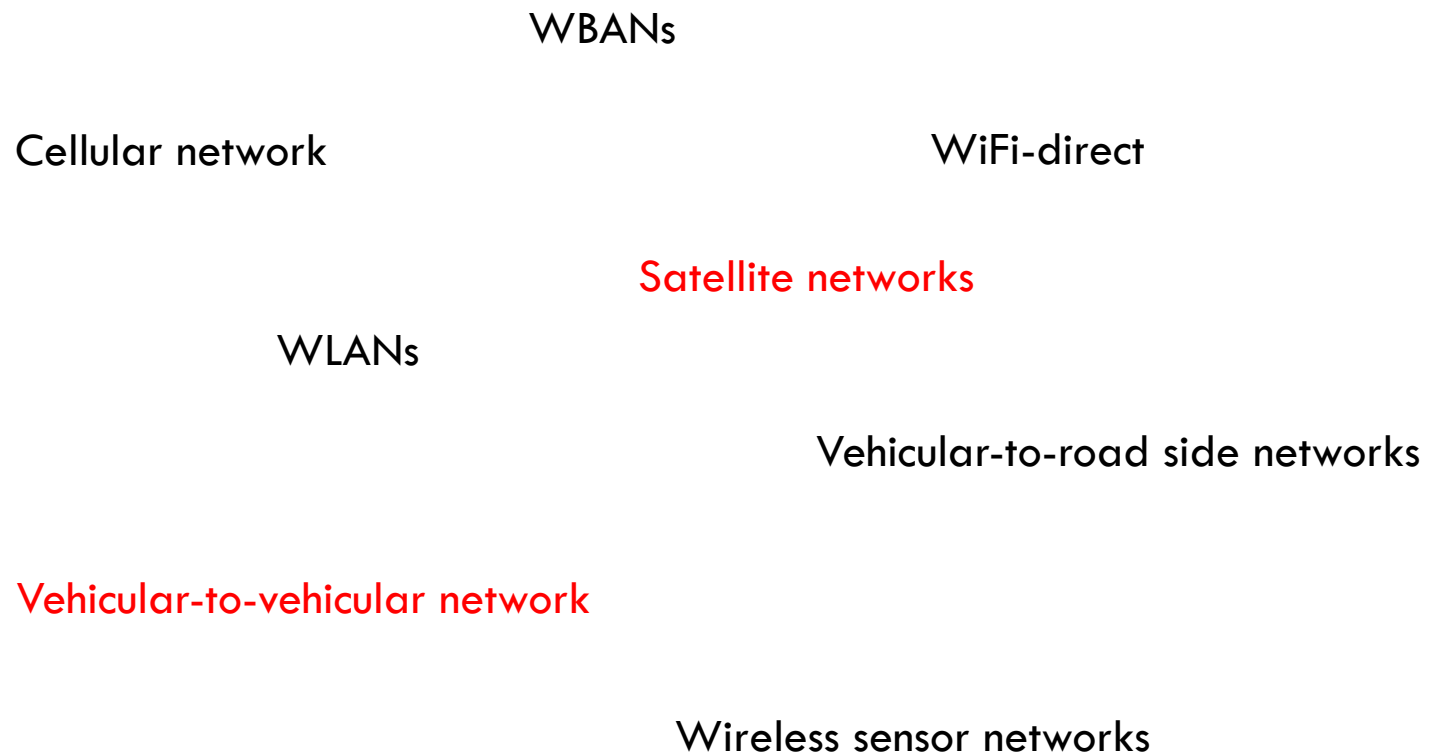 WBANs
Cellular network
WiFi-direct
Satellite networks
WLANs
Vehicular-to-road side networks
Vehicular-to-vehicular network
Wireless sensor networks